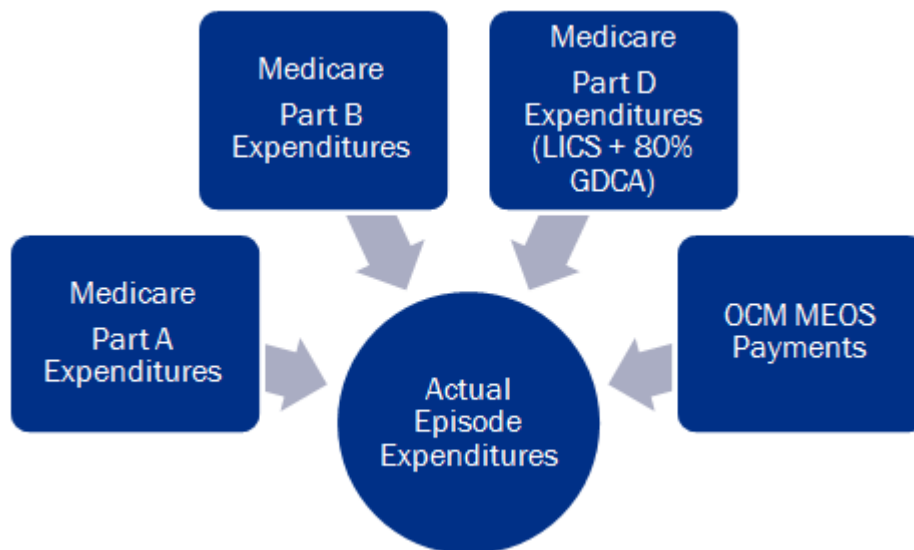 Medicare
Part A
Expenditures
Medicare
Part B
Expenditures
Medicare
Part D
Expenditures
(LICS + 80%
GDCA)
OCM MEOS
Payments
Actual
Episode
Expenditures